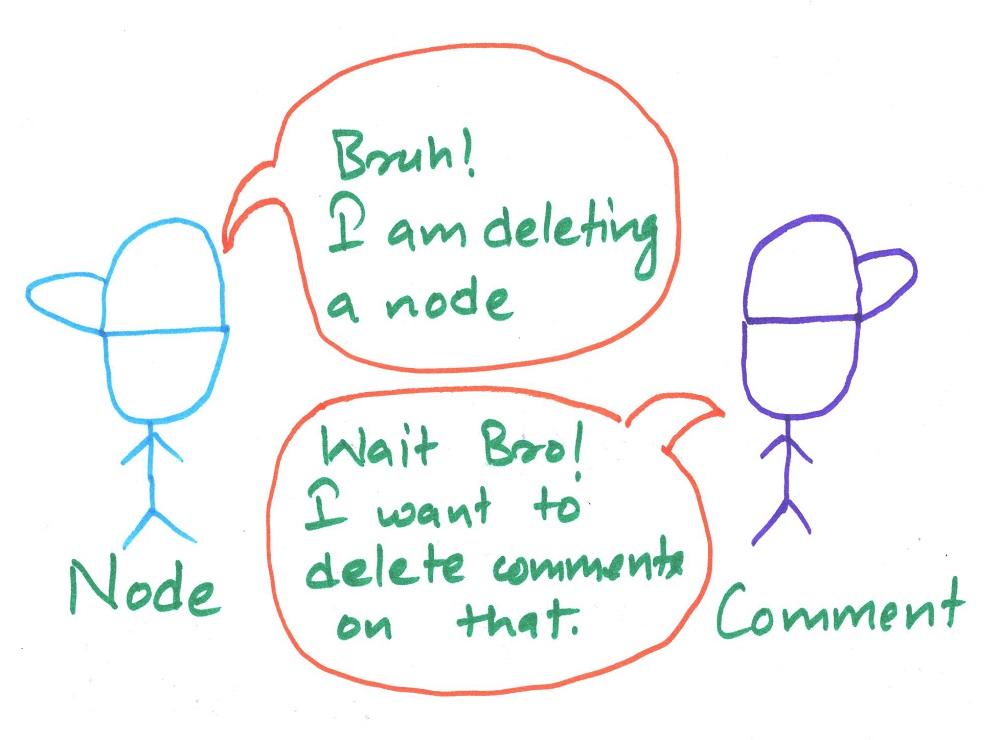 Bruh!
I am deleting
a node
Wait Bro!
I want to
delete comments
on that.
Node
Comment